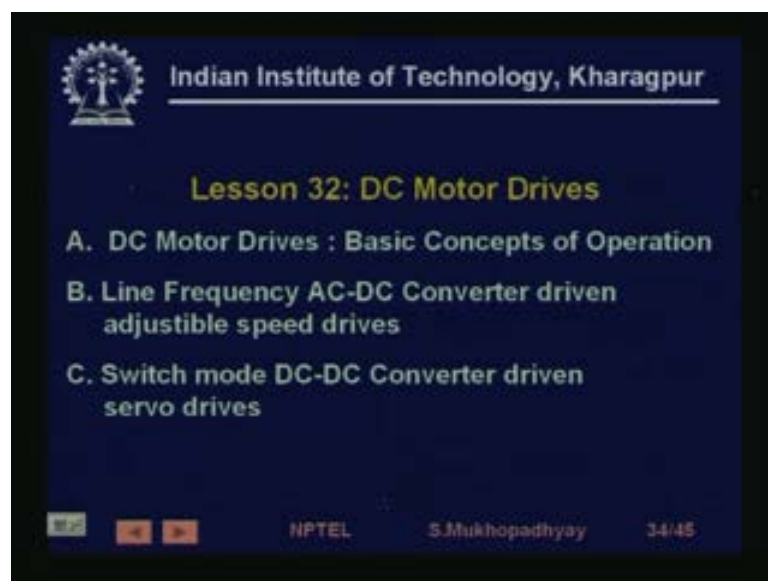 Indian Institute of Technology, Kharagpur
Lesson 32: DC Motor Drives
A. DC Motor Drives : Basic Concepts of Operation
B. Line Frequency AC-DC Converter driven
adjustible speed drives
C. Switch mode DC-DC Converter driven
servo drives
NPTEL S.Mukhopadhyay 34/45